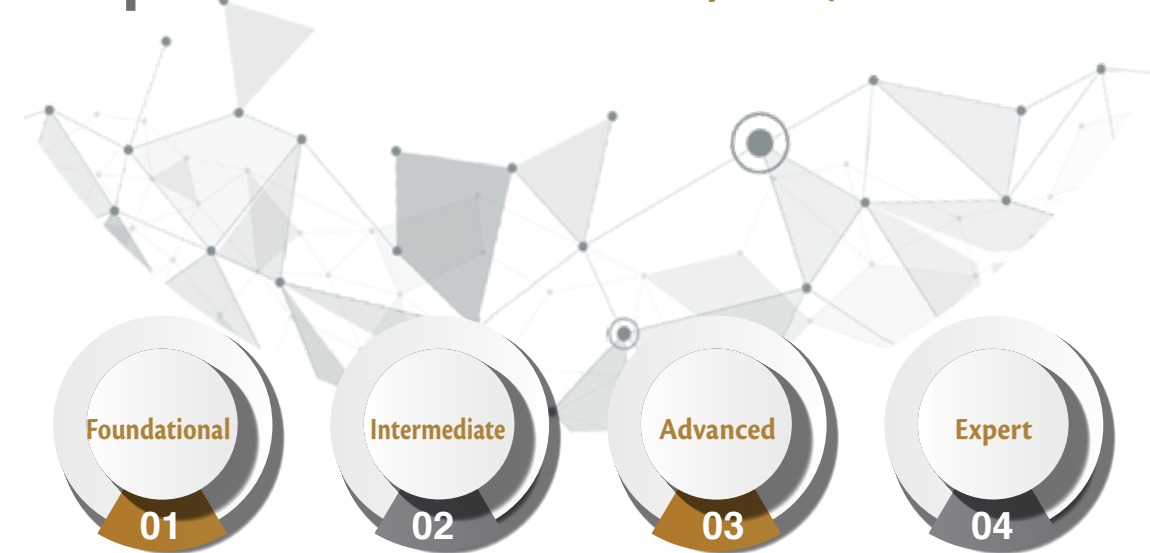 Foundational
Intermediate
Advanced
Expert
01
02
03
04